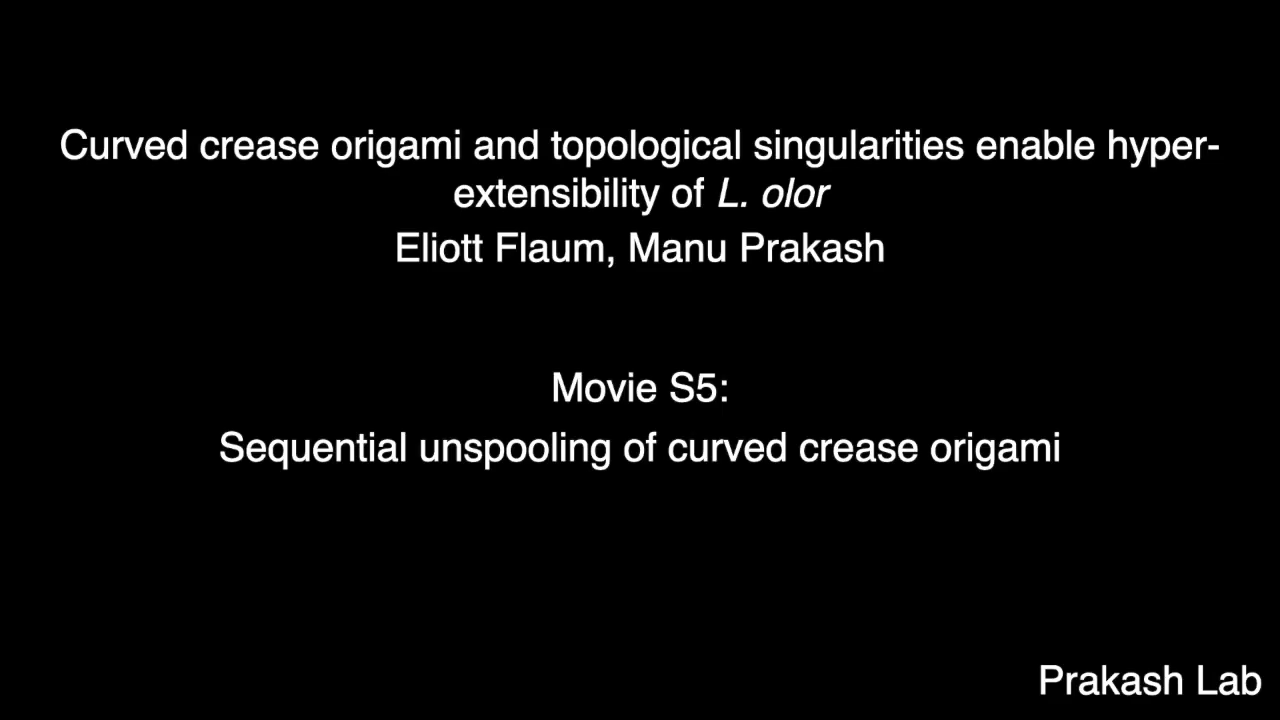 Curved crease origami and topological singularities enable hyper-
extensibility of L. olor
Eliott Flaum, Manu Prakash
Movie S5:
Sequential unspooling of curved crease origami
Prakash Lab